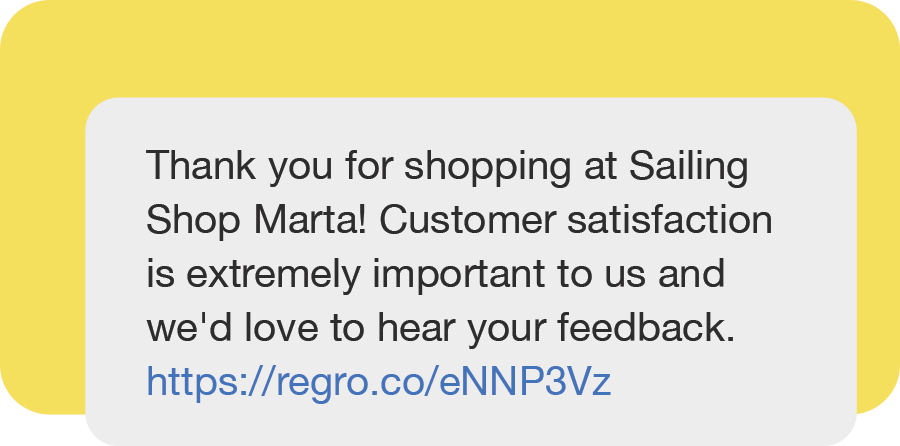 Thank you for shopping at Sailing
Shop Marta! Customer satisfaction
is extremely important to us and
we'd love to hear your feedback.
https://regro.co/eNNP3Vz